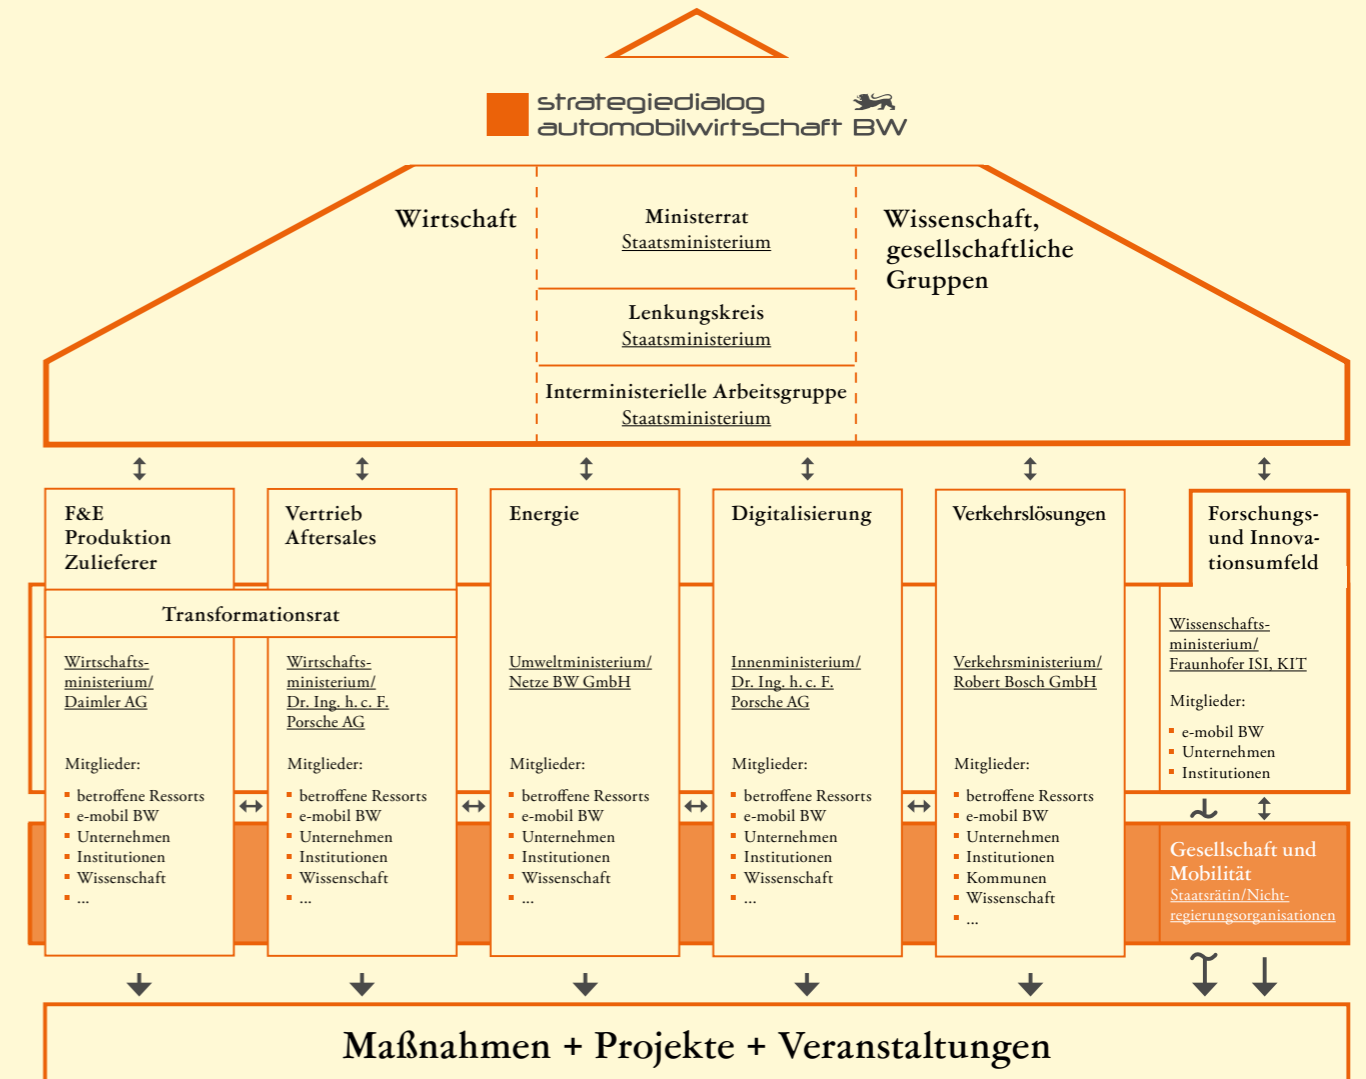 strategiedialog
automobilwirtschaft BW
Wirtschaft
Ministerrat
Staatsministerium
Lenkungskreis
Staatsministerium
Interministerielle Arbeitsgruppe
Staatsministerium
Wissenschaft,
gesellschaftliche
Gruppen
F&E
Produktion
Zulieferer
Vertrieb
Aftersales
Transformationsrat
Wirtschafts-
ministerium/
Daimler AG
Mitglieder:
betroffene Ressorts
e-mobil BW
Unternehmen
Institutionen
Wissenschaft
...
Wirtschafts-
ministerium/
Dr. Ing. h. c. F.
Porsche AG
Mitglieder:
betroffene Ressorts
e-mobil BW
Unternehmen
Institutionen
Wissenschaft
...
Energie
Umweltministerium/
Netze BW GmbH
Mitglieder:
betroffene Ressorts
e-mobil BW
Unternehmen
Institutionen
Wissenschaft
...
Digitalisierung
Innenministerium/
Dr. Ing. h. c. F.
Porsche AG
Mitglieder:
betroffene Ressorts
e-mobil BW
Unternehmen
Institutionen
Wissenschaft
...
Verkehrslösungen
Verkehrsministerium/
Robert Bosch GmbH
Mitglieder:
betroffene Ressorts
e-mobil BW
Unternehmen
Institutionen
Kommunen
Wissenschaft
...
Forschungs-
und Innova-
tionsumfeld
Wissenschafts-
ministerium/
Fraunhofer ISI, KIT
Mitglieder:
e-mobil BW
Unternehmen
Institutionen
Gesellschaft und
Mobilität
Staatsrätin/Nicht-
regierungsorganisationen
Maßnahmen + Projekte + Veranstaltungen